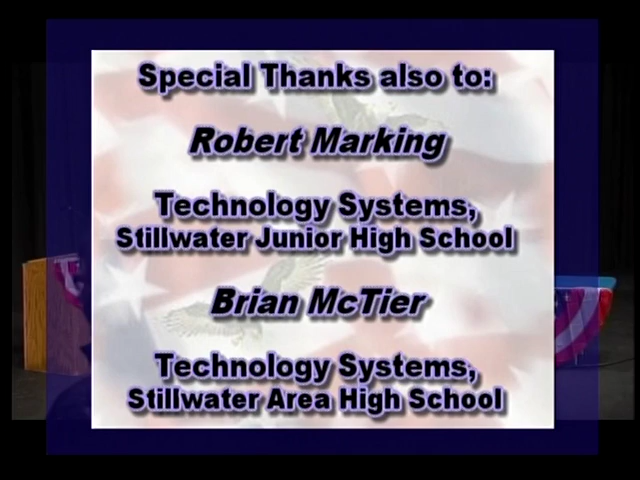 Special Thanks also to:
Robert Marking
Technology Systems,
Stillwater Junior High School
Brian McTier
Technology Systems,
Stillwater Area High School